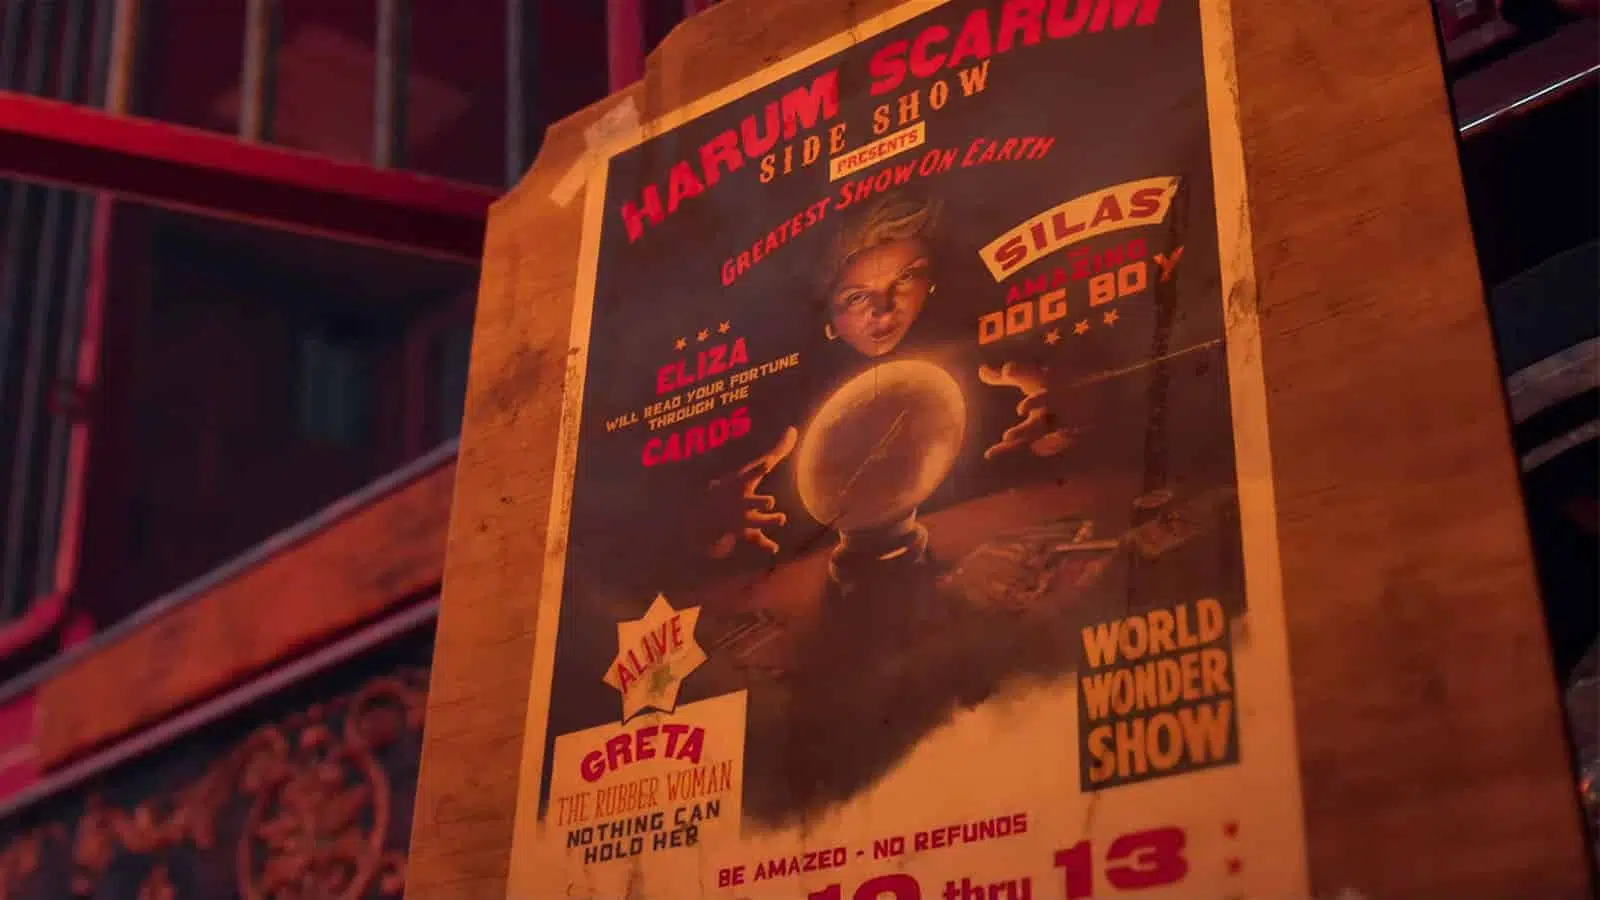 HARUM SCARUM
SIDE SHOW
PRESENTS
GREATEST SHOW ON EARTH
SILAS
AMAZING
DOG BOY
ELIZA
WILL READ YOUR FORTUNE
THROUGH THE
CARDS
ALIVE
GRETA
THE RUBBER WOMAN
NOTHING CAN
HOLD HER
WORLD
WONDER
SHOW
BE AMAZED - NO REFUNDS
thru 13